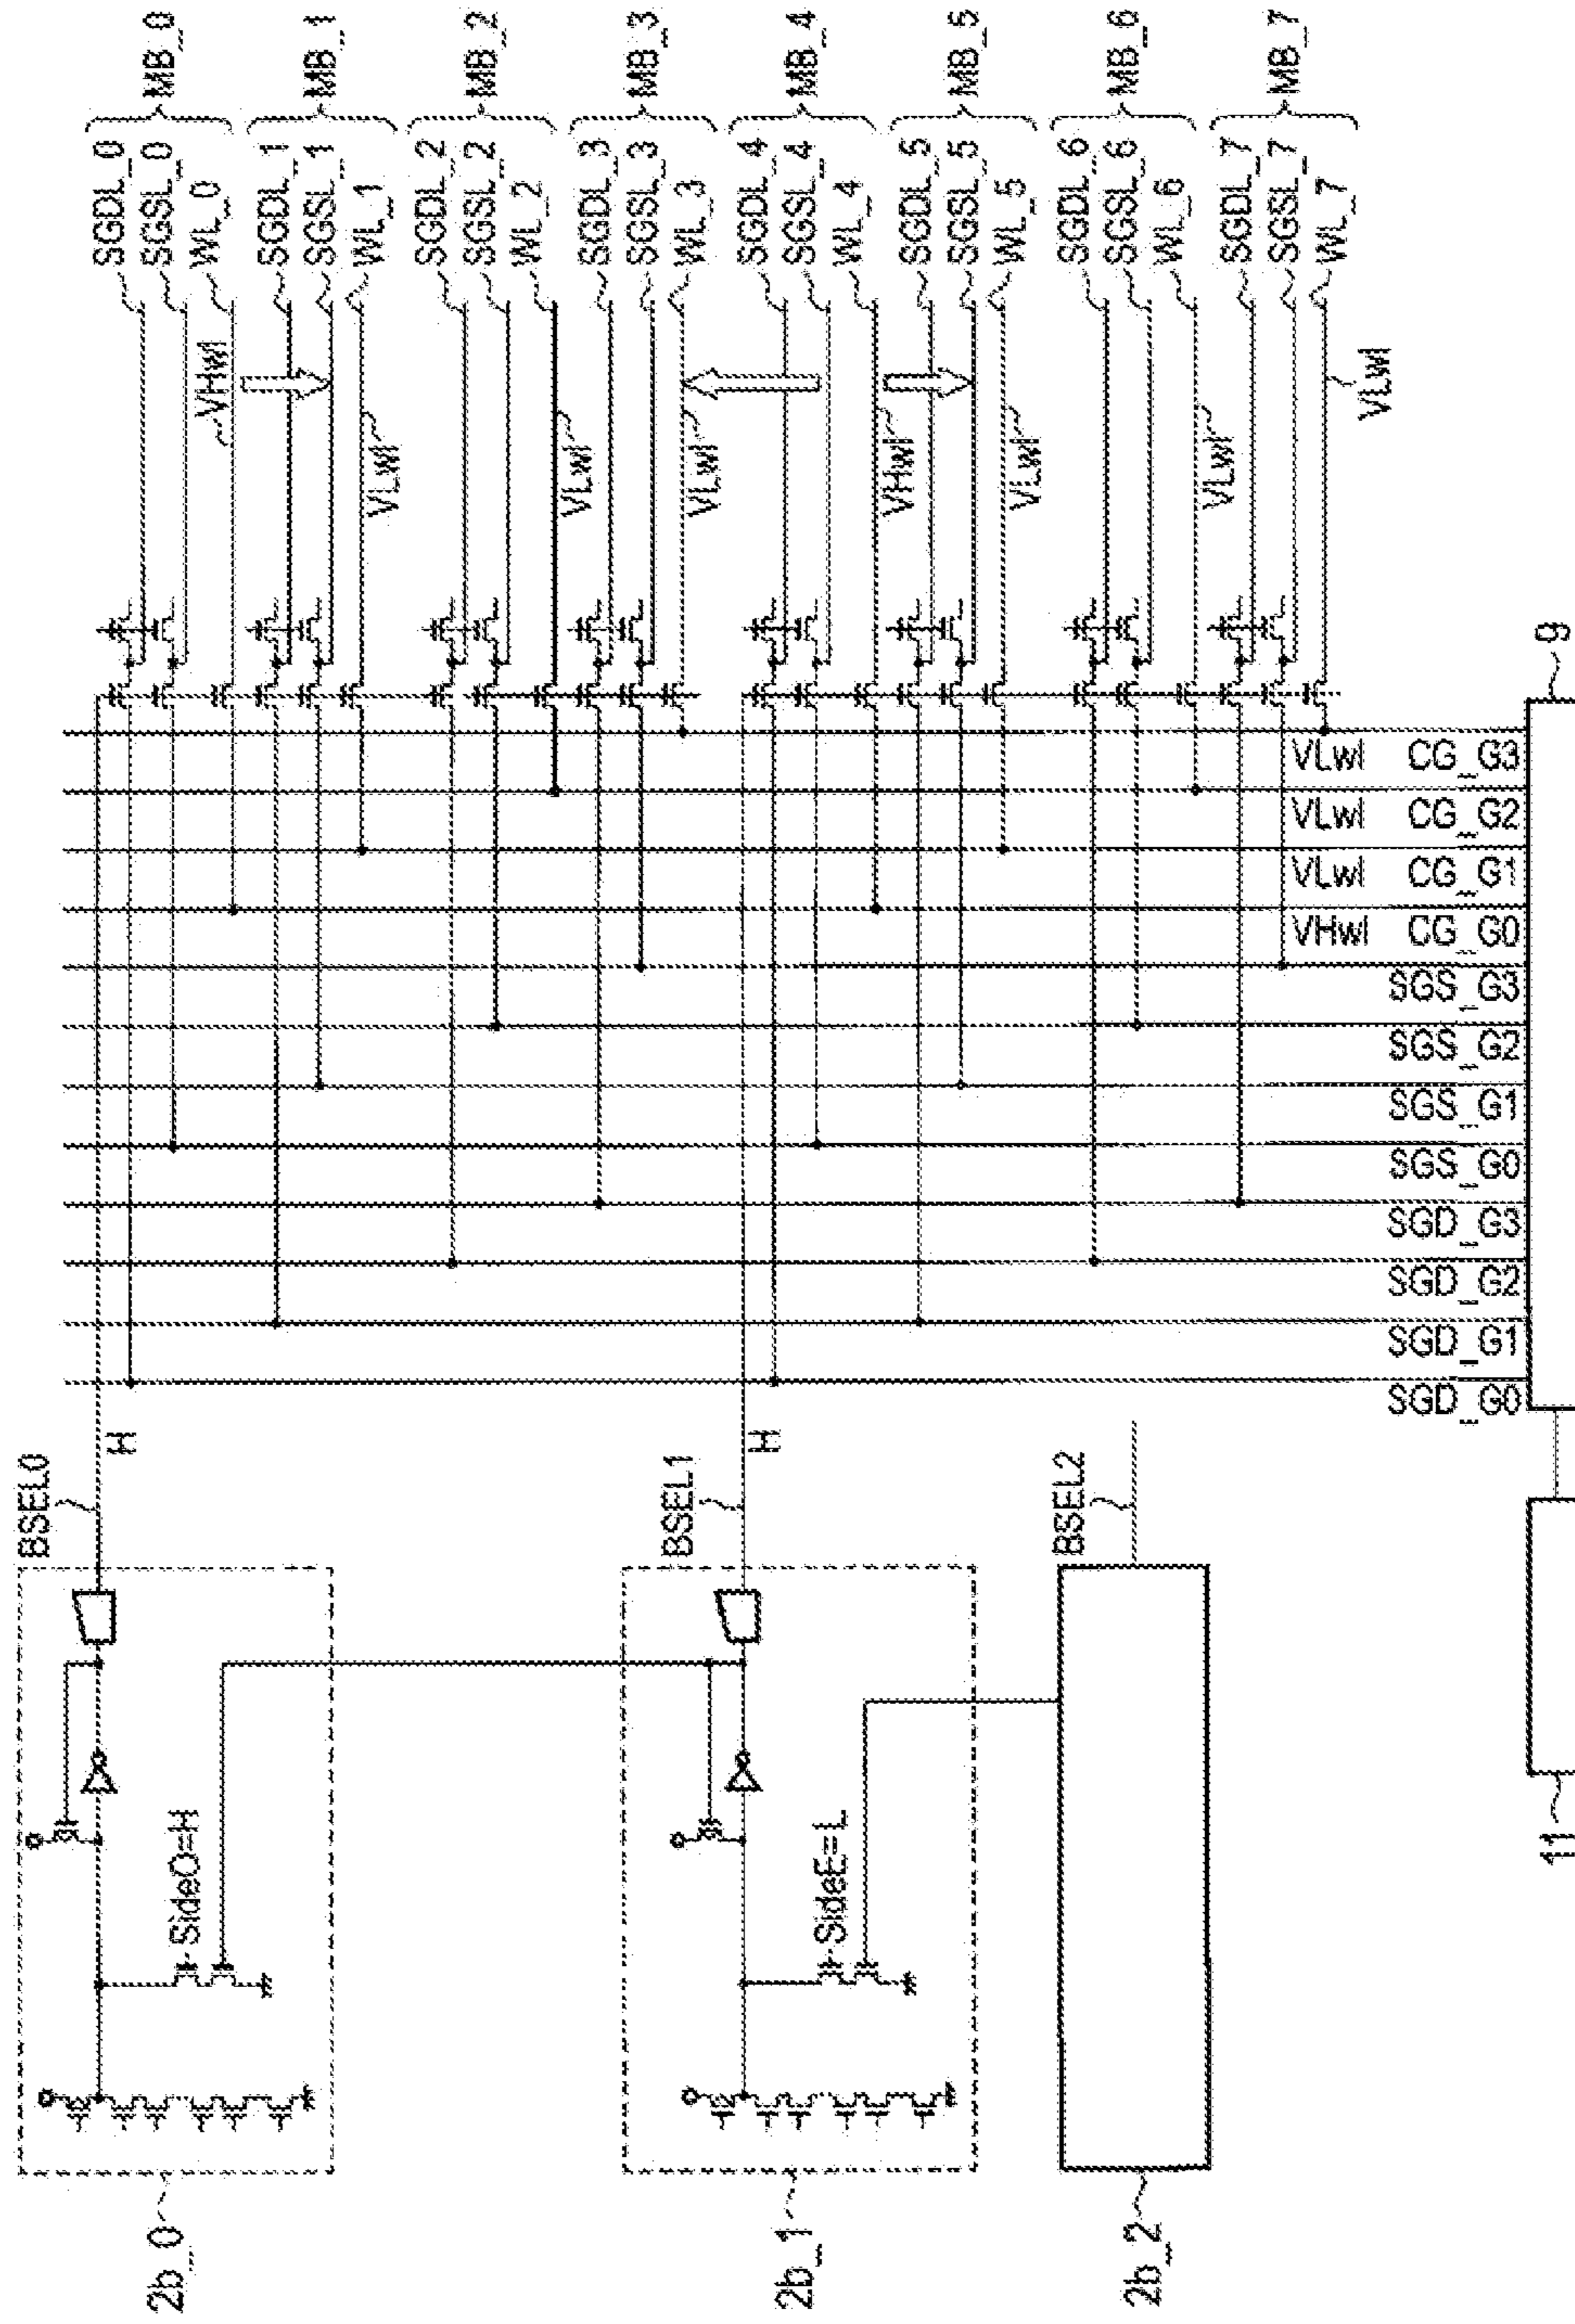 SGDL_0
SGSL_0
WL_0
MB_0
SGDL_1
SGSL_1
WL_1
MB_1
SGDL_2
SGSL_2
WL_2
MB_2
SGDL_3
SGSL_3
WL_3
MB_3
SGDL_4
SGSL_4
WL_4
MB_4
SGDL_5
SGSL_5
WL_5
MB_5
SGDL_6
SGSL_6
WL_6
MB_6
SGDL_7
SGSL_7
WL_7
MB_7
VHwl
VLwl
VLwl
VLwl
VHwl
VLwl
VLwl
VLwl
VLwl CG_G3
VLwl CG_G2
VLwl CG_G1
VHwl CG_G0
SGS_G3
SGS_G2
SGS_G1
SGS_G0
SGD_G3
SGD_G2
SGD_G1
SGD_G0
9
BSEL0
H
BSEL1
H
BSEL2
SideO=H
SideE=L
11
2b_0
2b_1
2b_2